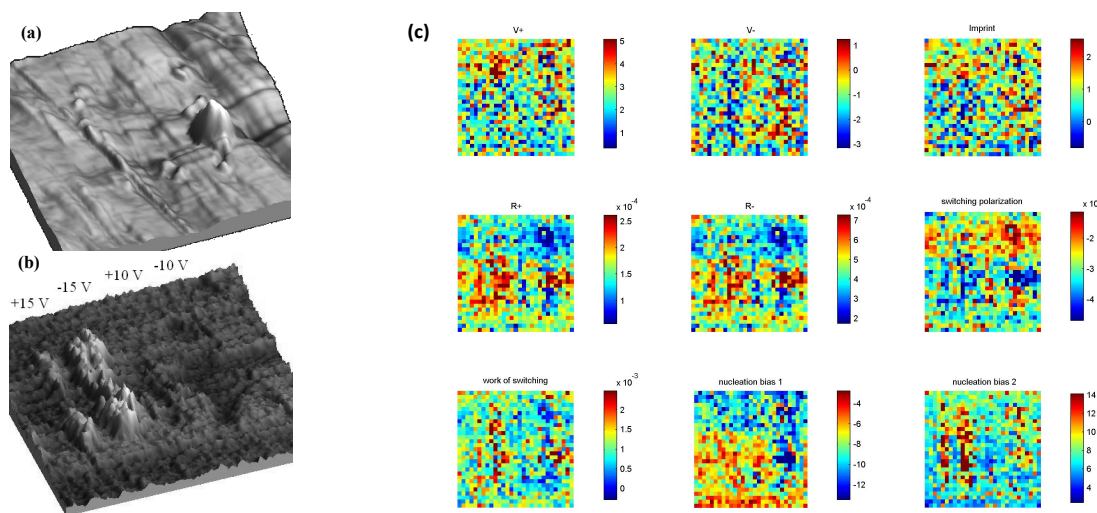 (a)
(b)
+15 V
-15 V
+10 V
-10 V
(c)
V+
5
4
3
2
1
V-
1
0
-1
-2
-3
Imprint
2
1
0
R+
x 10⁻⁴
2.5
2
1.5
1
R-
x 10⁻⁴
7
6
5
4
3
2
switching polarization
x 10
-2
-3
-4
work of switching
x 10⁻³
2
1.5
1
0.5
0
nucleation bias 1
-4
-6
-8
-10
-12
nucleation bias 2
14
12
10
8
6
4